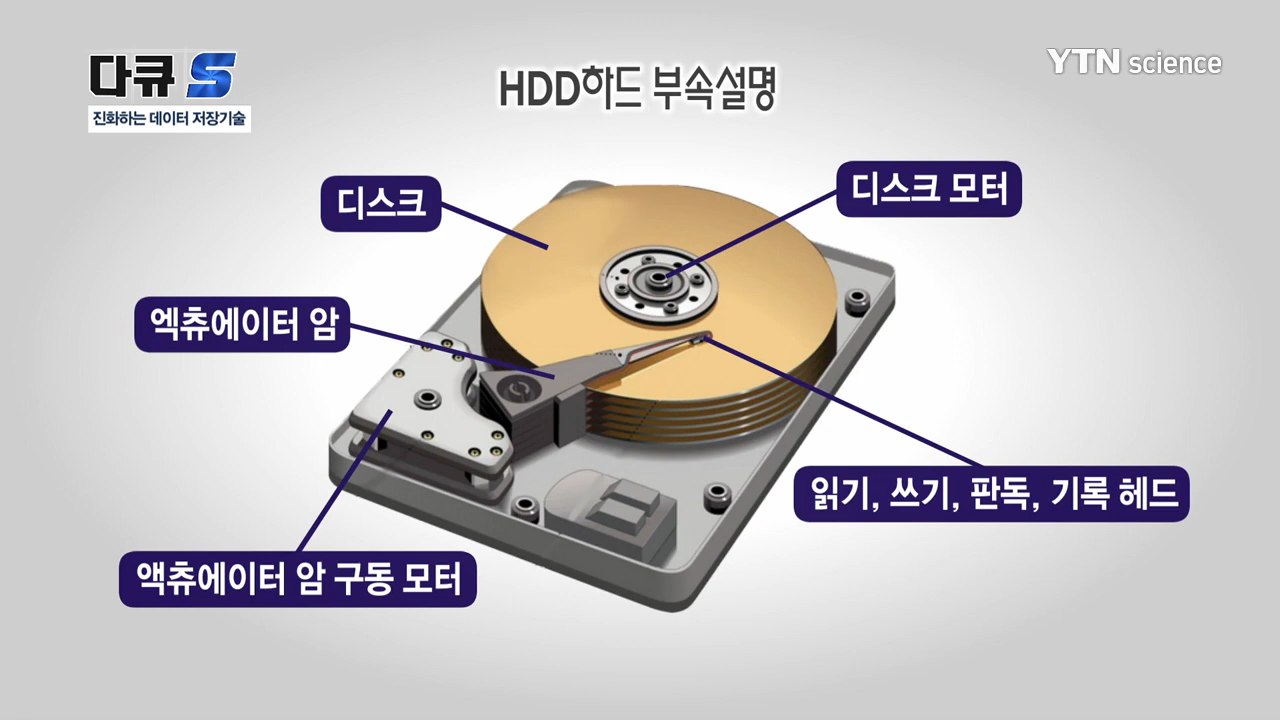 다큐 S
진화하는 데이터 저장기술
YTN science
HDD하드 부속설명
디스크
디스크 모터
엑츄에이터 암
읽기, 쓰기, 판독, 기록 헤드
액츄에이터 암 구동 모터